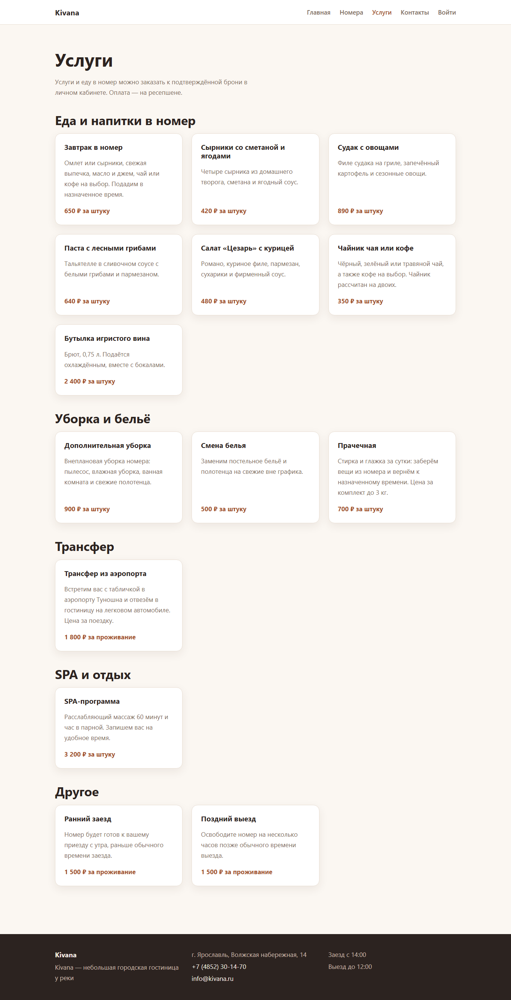 Kivana
Главная Номера Услуги Контакты Войти
Услуги
Услуги и еду в номер можно заказать к подтверждённой брони в
личном кабинете. Оплата — на ресепшене.
Еда и напитки в номер
Завтрак в номер
Омлет или сырники, свежая
выпечка, масло и джем, чай или
кофе на выбор. Подадим в
назначенное время.
650 ₽ за штуку
Сырники со сметаной и
ягодами
Четыре сырника из домашнего
творога, сметана и ягодный соус.
420 ₽ за штуку
Судак с овощами
Филе судака на гриле, запечённый
картофель и сезонные овощи.
890 ₽ за штуку
Паста с лесными грибами
Тальятелле в сливочном соусе с
белыми грибами и пармезаном.
640 ₽ за штуку
Салат «Цезарь» с курицей
Романо, куриное филе, пармезан,
сухарики и фирменный соус.
480 ₽ за штуку
Чайник чая или кофе
Чёрный, зелёный или травяной чай,
а также кофе на выбор. Чайник
рассчитан на двоих.
350 ₽ за штуку
Бутылка игристого вина
Брют, 0,75 л. Подаётся
охлаждённым, вместе с бокалами.
2 400 ₽ за штуку
Уборка и бельё
Дополнительная уборка
Внеплановая уборка номера:
пылесос, влажная уборка, ванная
комната и свежие полотенца.
900 ₽ за штуку
Смена белья
Заменим постельное бельё и
полотенца на свежие вне графика.
500 ₽ за штуку
Прачечная
Стирка и глажка за сутки: заберём
вещи из номера и вернём к
назначенному времени. Цена за
комплект до 3 кг.
700 ₽ за штуку
Трансфер
Трансфер из аэропорта
Встретим вас с табличкой в
аэропорту Туношна и отвезём в
гостиницу на легковом автомобиле.
Цена за поездку.
1 800 ₽ за проживание
SPA и отдых
SPA-программа
Расслабляющий массаж 60 минут и
час в парной. Запишем вас на
удобное время.
3 200 ₽ за штуку
Другое
Ранний заезд
Номер будет готов к вашему
приезду с утра, раньше обычного
времени заезда.
1 500 ₽ за проживание
Поздний выезд
Освободите номер на несколько
часов позже обычного времени
выезда.
1 500 ₽ за проживание
Kivana
Kivana — небольшая городская гостиница
у реки
г. Ярославль, Волжская набережная, 14
+7 (4852) 30-14-70
info@kivana.ru
Заезд с 14:00
Выезд до 12:00